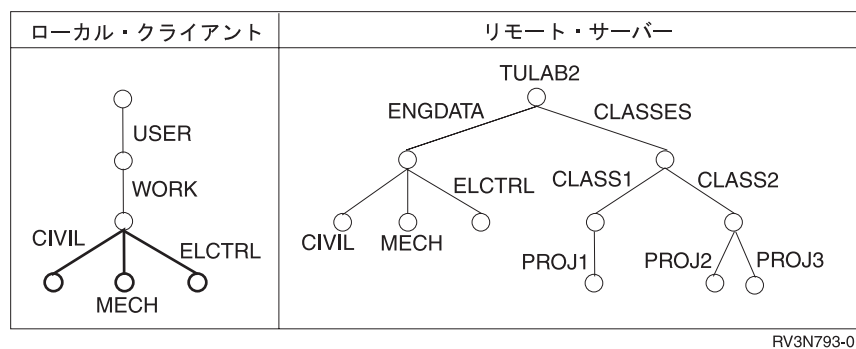 ローカル・クライアント
リモート・サーバー
USER
WORK
CIVIL
ELCTRL
MECH
TULAB2
ENGDATA
CLASSES
ELCTRL
CLASS1
CLASS2
CIVIL
MECH
PROJ1
PROJ2
PROJ3
RV3N793-0